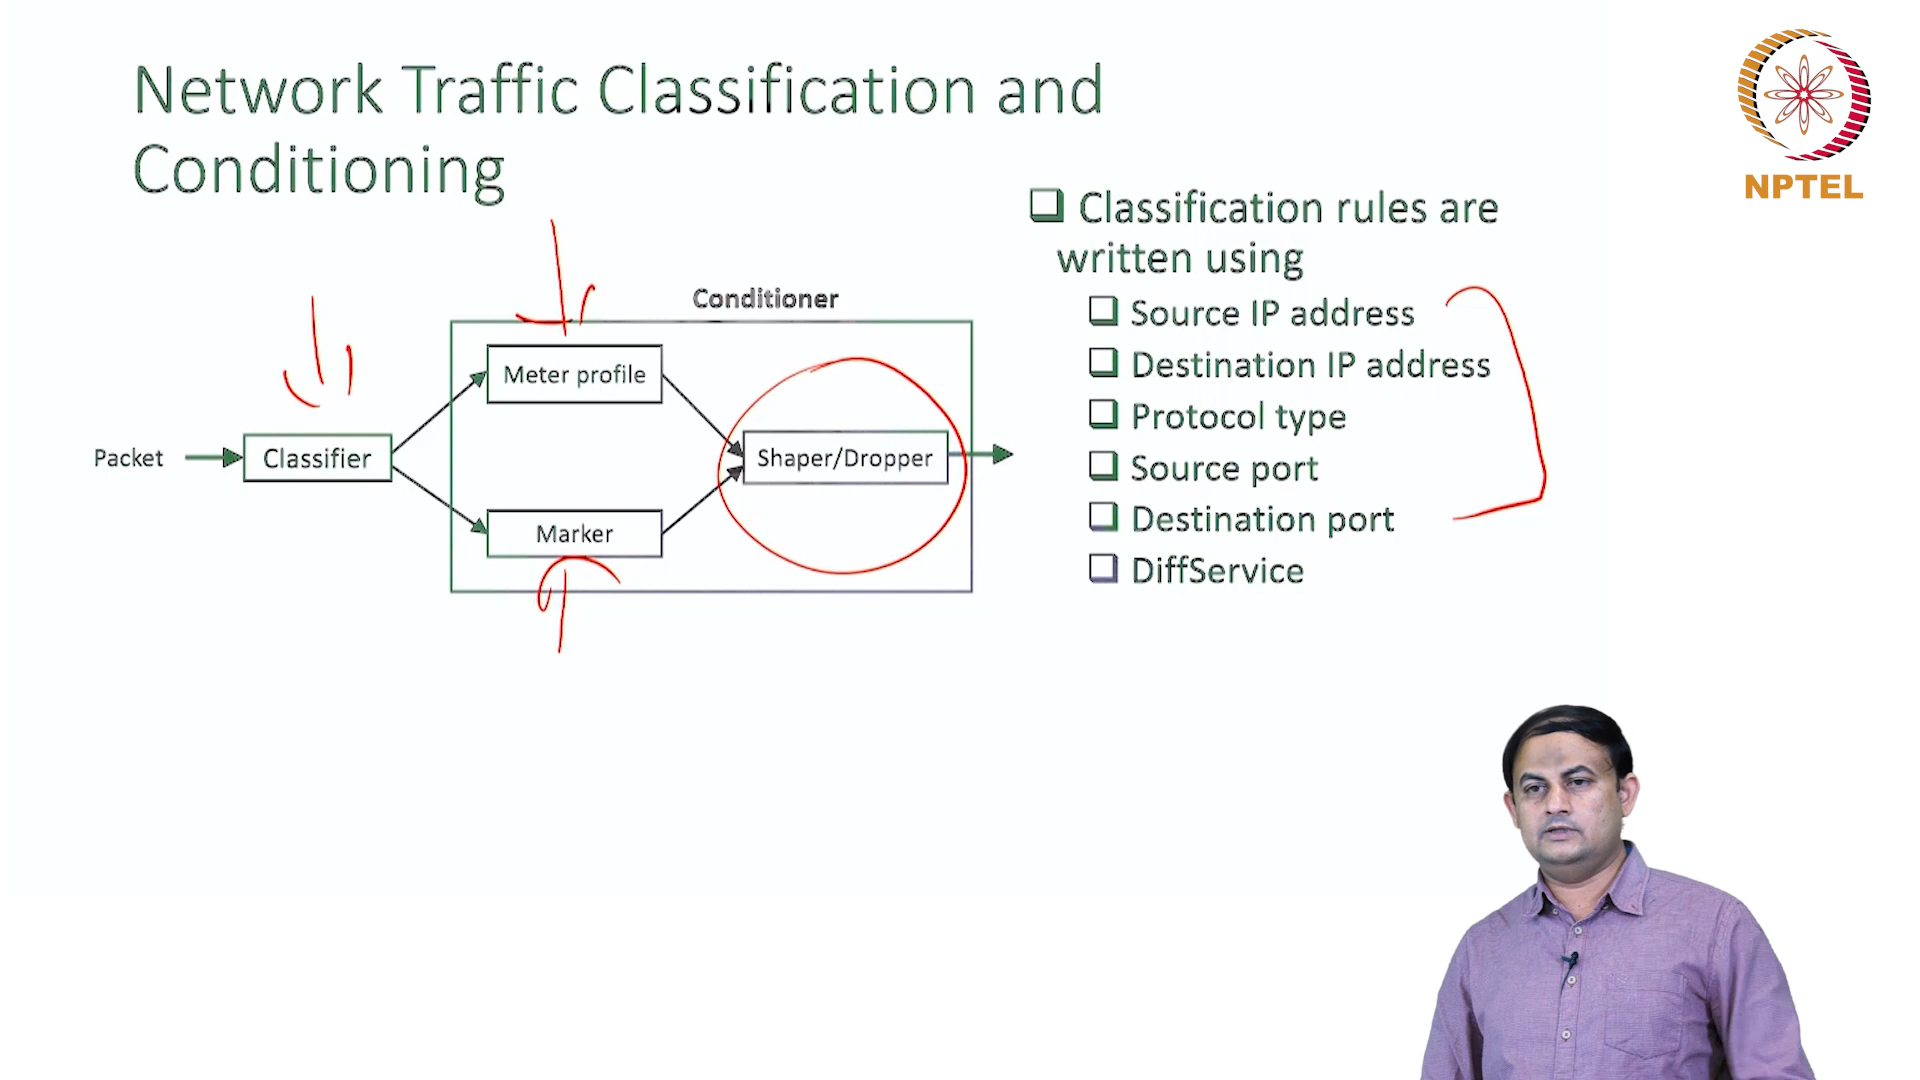 Network Traffic Classification and
Conditioning
NPTEL
Classification rules are
written using
Source IP address
Destination IP address
Protocol type
Source port
Destination port
DiffService
Conditioner
Meter profile
Packet
Classifier
Shaper/Dropper
Marker